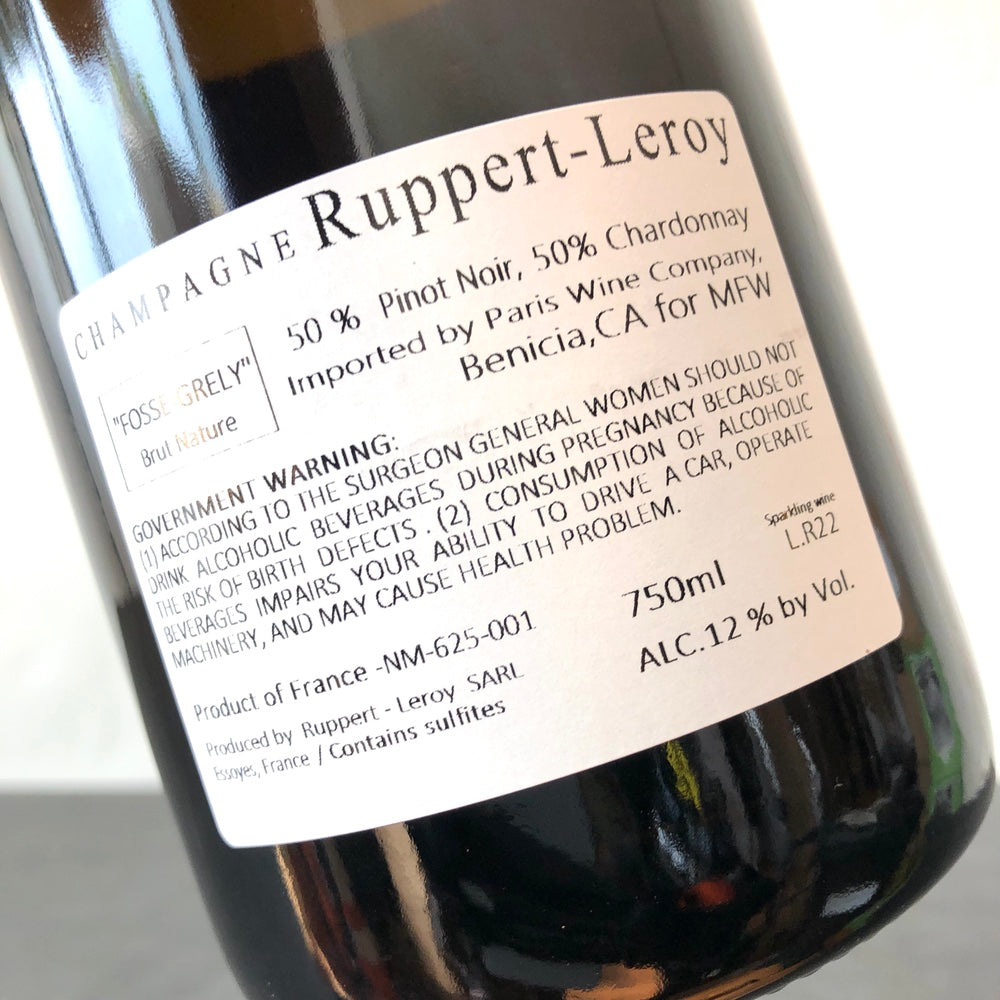 CHAMPAGNE Ruppert-Leroy
50 % Pinot Noir, 50% Chardonnay
Imported by Paris Wine Company,
Benicia,CA for MFW
"FOSSE-GRELY"
Brut Nature
GOVERNMENT WARNING:
(1) ACCORDING TO THE SURGEON GENERAL WOMEN SHOULD NOT
DRINK ALCOHOLIC BEVERAGES DURING PREGNANCY BECAUSE OF
THE RISK OF BIRTH DEFECTS . (2) CONSUMPTION OF ALCOHOLIC
BEVERAGES IMPAIRS YOUR ABILITY TO DRIVE A CAR, OPERATE
MACHINERY, AND MAY CAUSE HEALTH PROBLEM.
Sparkling wine
L.R22
Product of France -NM-625-001
750ml
Produced by Ruppert - Leroy SARL
ALC.12 % by Vol.
Essoyes, France / Contains sulfites